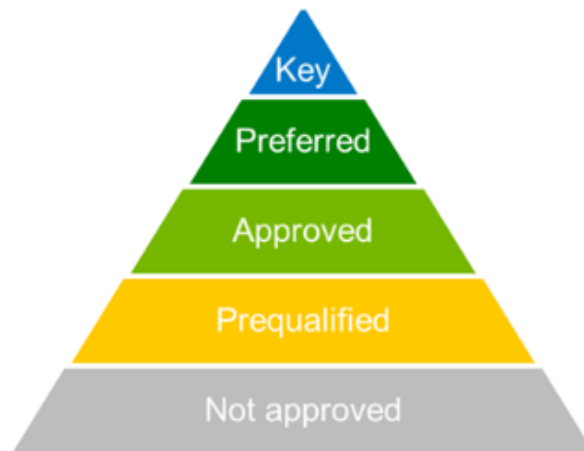 Key
Preferred
Approved
Prequalified
Not approved